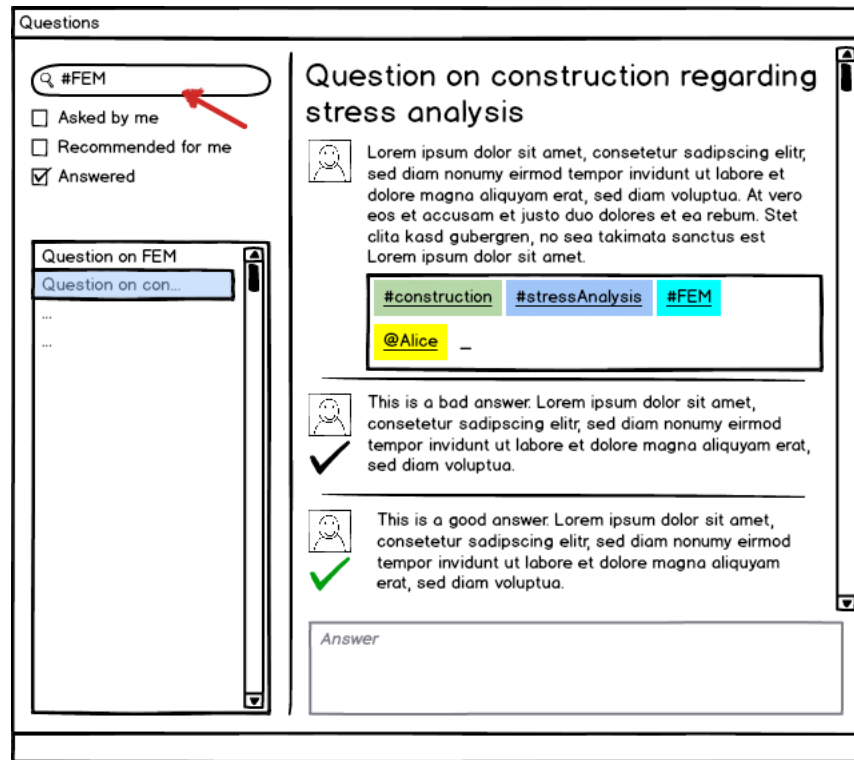 Questions
#FEM
Asked by me
Recommended for me
Answered
Question on FEM
Question on con...
...
...
Question on construction regarding
stress analysis
Lorem ipsum dolor sit amet, consetetur sadipscing elitr,
sed diam nonumy eirmod tempor invidunt ut labore et
dolore magna aliquyam erat, sed diam voluptua. At vero
eos et accusam et justo duo dolores et ea rebum. Stet
clita kasd gubergren, no sea takimata sanctus est
Lorem ipsum dolor sit amet.
#construction #stressAnalysis #FEM
@Alice _
This is a bad answer. Lorem ipsum dolor sit amet,
consetetur sadipscing elitr, sed diam nonumy eirmod
tempor invidunt ut labore et dolore magna aliquyam erat,
sed diam voluptua.
This is a good answer. Lorem ipsum dolor sit amet,
consetetur sadipscing elitr, sed diam nonumy eirmod
tempor invidunt ut labore et dolore magna aliquyam
erat, sed diam voluptua.
Answer